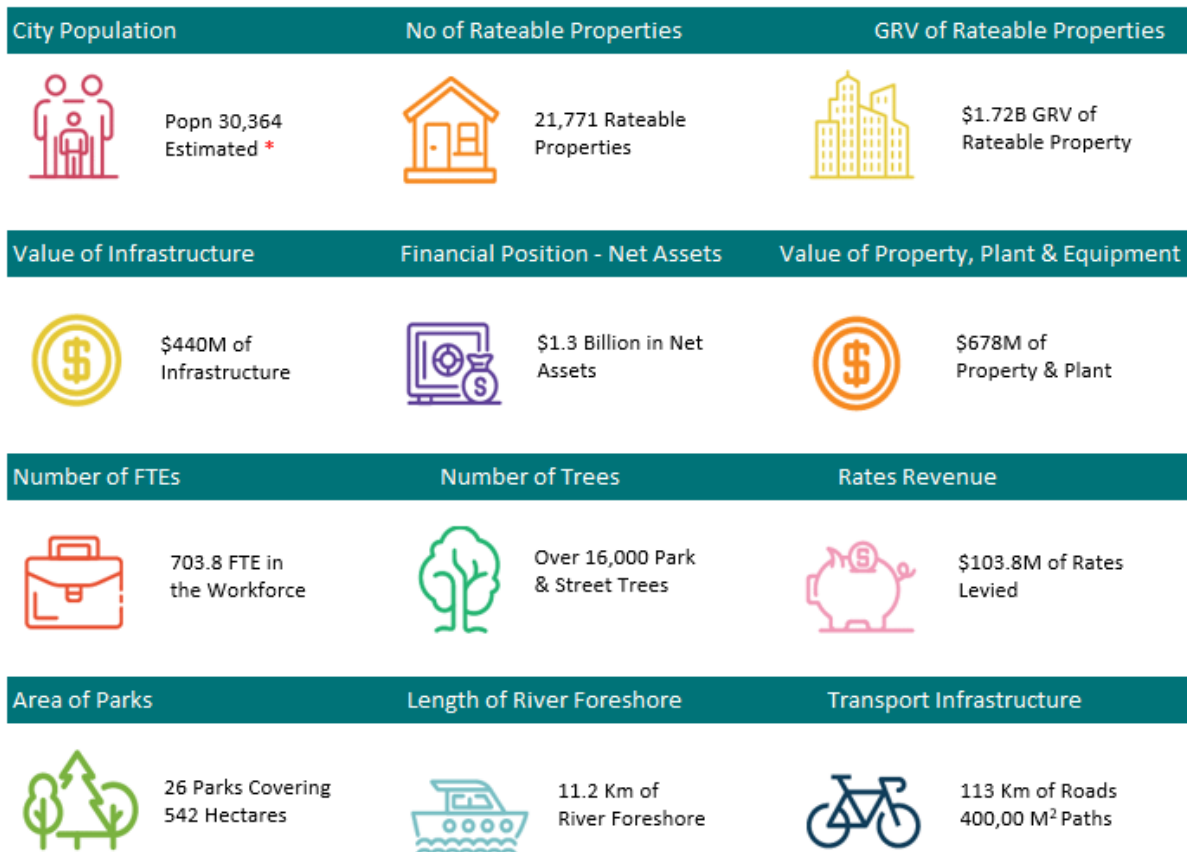 City Population
No of Rateable Properties
GRV of Rateable Properties
Popn 30,364
Estimated *
21,771 Rateable
Properties
$1.72B GRV of
Rateable Property
Value of Infrastructure
Financial Position - Net Assets
Value of Property, Plant & Equipment
$440M of
Infrastructure
$1.3 Billion in Net
Assets
$678M of
Property & Plant
Number of FTEs
Number of Trees
Rates Revenue
703.8 FTE in
the Workforce
Over 16,000 Park
& Street Trees
$103.8M of Rates
Levied
Area of Parks
Length of River Foreshore
Transport Infrastructure
26 Parks Covering
542 Hectares
11.2 Km of
River Foreshore
113 Km of Roads
400,00 M² Paths